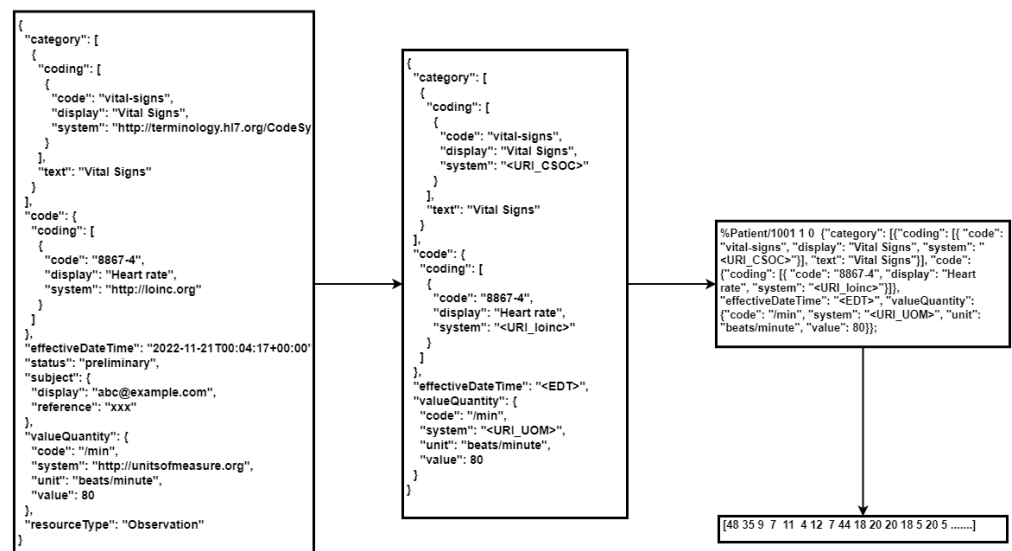 {
"category": [
{
"coding": [
{
"code": "vital-signs",
"display": "Vital Signs",
"system": "http://terminology.hl7.org/CodeSy
}
],
"text": "Vital Signs"
}
],
"code": {
"coding": [
{
"code": "8867-4",
"display": "Heart rate",
"system": "http://loinc.org"
}
]
},
"effectiveDateTime": "2022-11-21T00:04:17+00:00"
"status": "preliminary",
"subject": {
"display": "abc@example.com",
"reference": "xxx"
},
"valueQuantity": {
"code": "/min",
"system": "http://unitsofmeasure.org",
"unit": "beats/minute",
"value": 80
},
"resourceType": "Observation"
}
{
"category": [
{
"coding": [
{
"code": "vital-signs",
"display": "Vital Signs",
"system": "<URI_CSOC>"
}
],
"text": "Vital Signs"
}
],
"code": {
"coding": [
{
"code": "8867-4",
"display": "Heart rate",
"system": "<URI_loinc>"
}
]
},
"effectiveDateTime": "<EDT>",
"valueQuantity": {
"code": "/min",
"system": "<URI_UOM>",
"unit": "beats/minute",
"value": 80
}
}
%Patient/1001 1 0 {"category": [{"coding": [{ "code":
"vital-signs", "display": "Vital Signs", "system": "
<URI_CSOC>"}], "text": "Vital Signs"}], "code":
{"coding": [{ "code": "8867-4", "display": "Heart
rate", "system": "<URI_loinc>"}]},
"effectiveDateTime": "<EDT>", "valueQuantity":
{"code": "/min", "system": "<URI_UOM>", "unit":
"beats/minute", "value": 80}};
[48 35 9 7 11 4 12 7 44 18 20 20 18 5 20 5 .......]